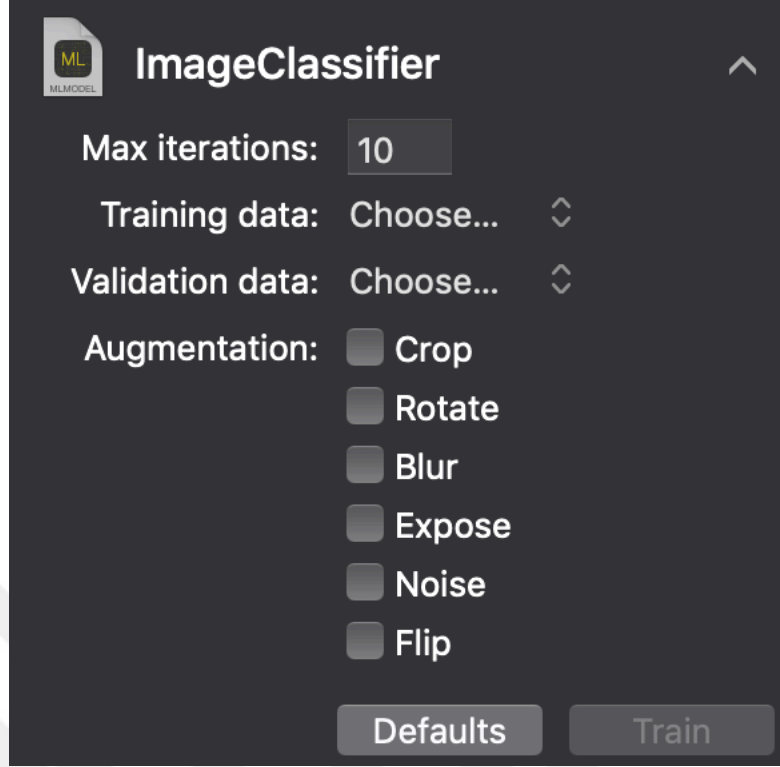 ML
MLMODEL
ImageClassifier
Max iterations: 10
Training data: Choose...
Validation data: Choose...
Augmentation: Crop
Rotate
Blur
Expose
Noise
Flip
Defaults Train